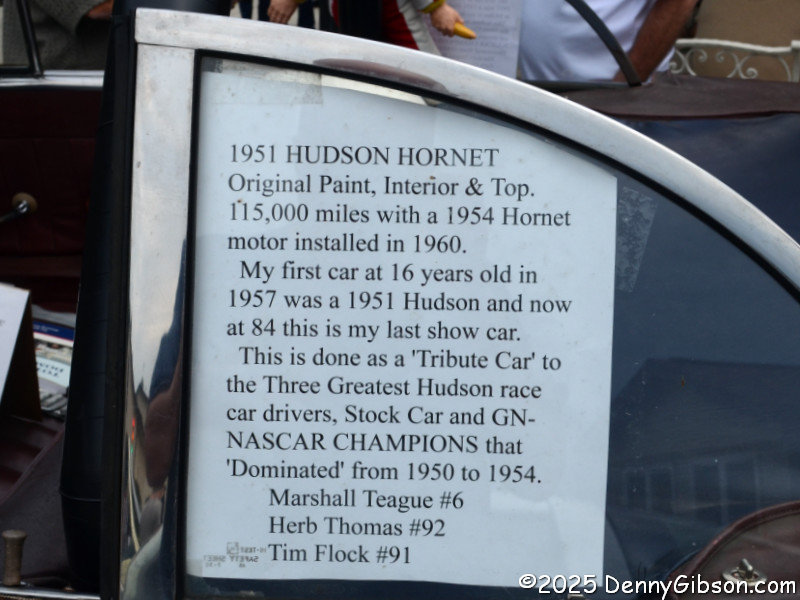 1951 HUDSON HORNET
Original Paint, Interior & Top.
115,000 miles with a 1954 Hornet
motor installed in 1960.
My first car at 16 years old in
1957 was a 1951 Hudson and now
at 84 this is my last show car.
This is done as a 'Tribute Car' to
the Three Greatest Hudson race
car drivers, Stock Car and GN-
NASCAR CHAMPIONS that
'Dominated' from 1950 to 1954.
Marshall Teague #6
Herb Thomas #92
Tim Flock #91
©2025 DennyGibson.com